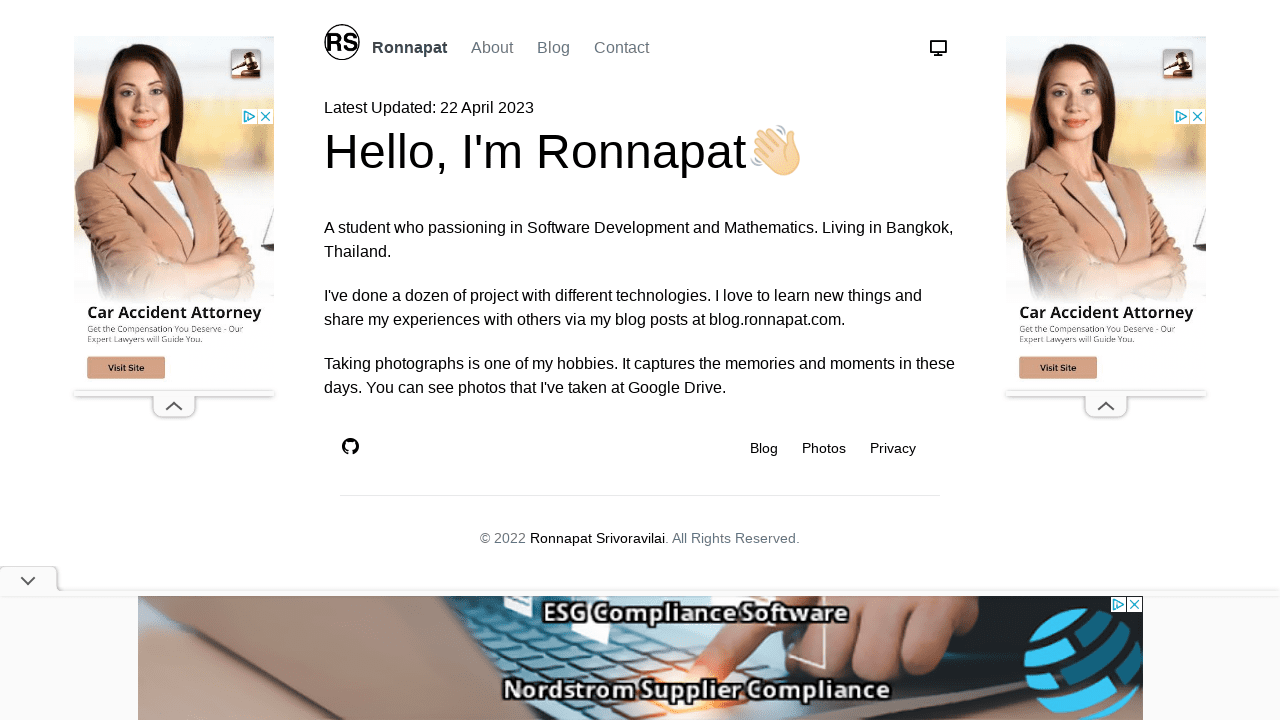 RS
Ronnapat
About
Blog
Contact
Latest Updated: 22 April 2023
Hello, I'm Ronnapat👋🏻
A student who passioning in Software Development and Mathematics. Living in Bangkok,
Thailand.
I've done a dozen of project with different technologies. I love to learn new things and
share my experiences with others via my blog posts at blog.ronnapat.com.
Taking photographs is one of my hobbies. It captures the memories and moments in these
days. You can see photos that I've taken at Google Drive.
Blog
Photos
Privacy
© 2022 Ronnapat Srivoravilai. All Rights Reserved.
Car Accident Attorney
Get the Compensation You Deserve - Our
Expert Lawyers will Guide You.
Visit Site
Car Accident Attorney
Get the Compensation You Deserve - Our
Expert Lawyers will Guide You.
Visit Site
ESG Compliance Software
Nordstrom Supplier Compliance